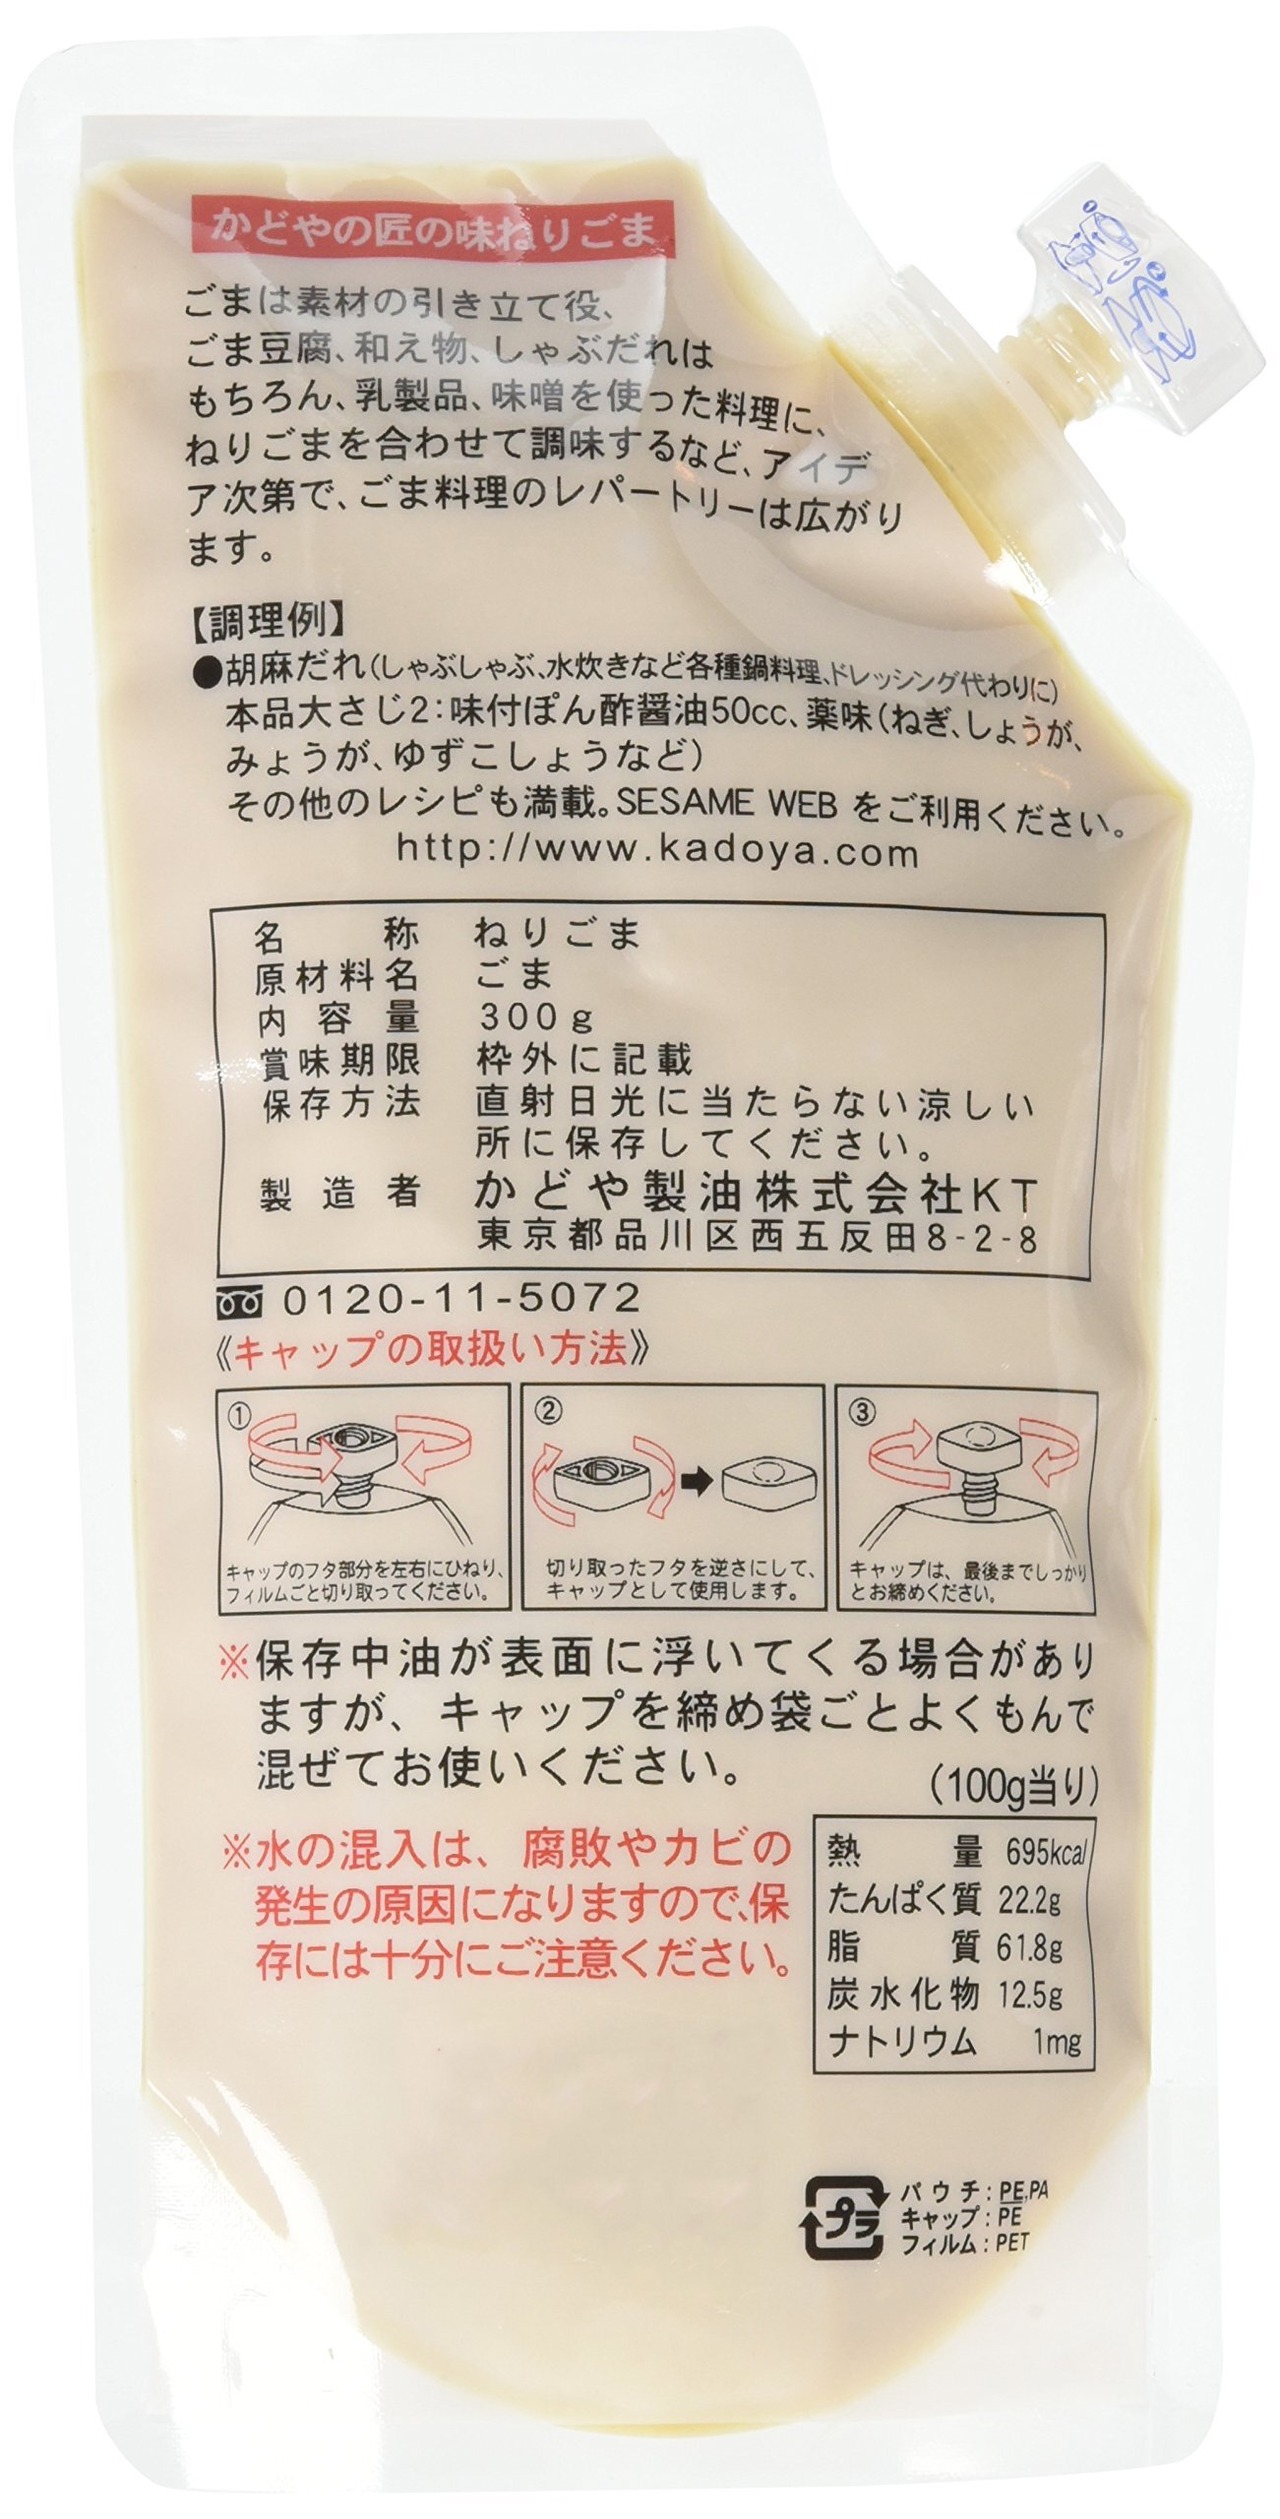 かどやの匠の味ねりごま
ごまは素材の引き立て役、
ごま豆腐、和え物、しゃぶだれは
もちろん、乳製品、味噌を使った料理に、
ねりごまを合わせて調味するなど、アイデ
ア次第で、ごま料理のレパートリーは広がり
ます。
【調理例】
●胡麻だれ(しゃぶしゃぶ、水炊きなど各種鍋料理、ドレッシング代わりに)
本品大さじ2：味付ぽん酢醤油50cc、薬味(ねぎ、しょうが、
みょうが、ゆずこしょうなど)
その他のレシピも満載。SESAME WEB をご利用ください。
http://www.kadoya.com
名称 ねりごま
原材料名 ごま
内容量 300g
賞味期限 枠外に記載
保存方法 直射日光に当たらない涼しい
所に保存してください。
製造者 かどや製油株式会社KT
東京都品川区西五反田8-2-8
0120-11-5072
《キャップの取扱い方法》
① ② ③
キャップのフタ部分を左右にひねり、
フィルムごと切り取ってください。
切り取ったフタを逆さにして、
キャップとして使用します。
キャップは、最後までしっかり
とお締めください。
※保存中油が表面に浮いてくる場合があり
ますが、キャップを締め袋ごとよくもんで
混ぜてお使いください。
※水の混入は、腐敗やカビの
発生の原因になりますので、保
存には十分にご注意ください。
(100g当り)
熱量 695kcal
たんぱく質 22.2g
脂質 61.8g
炭水化物 12.5g
ナトリウム 1mg
プラ
パウチ：PE,PA
キャップ：PE
フィルム：PET